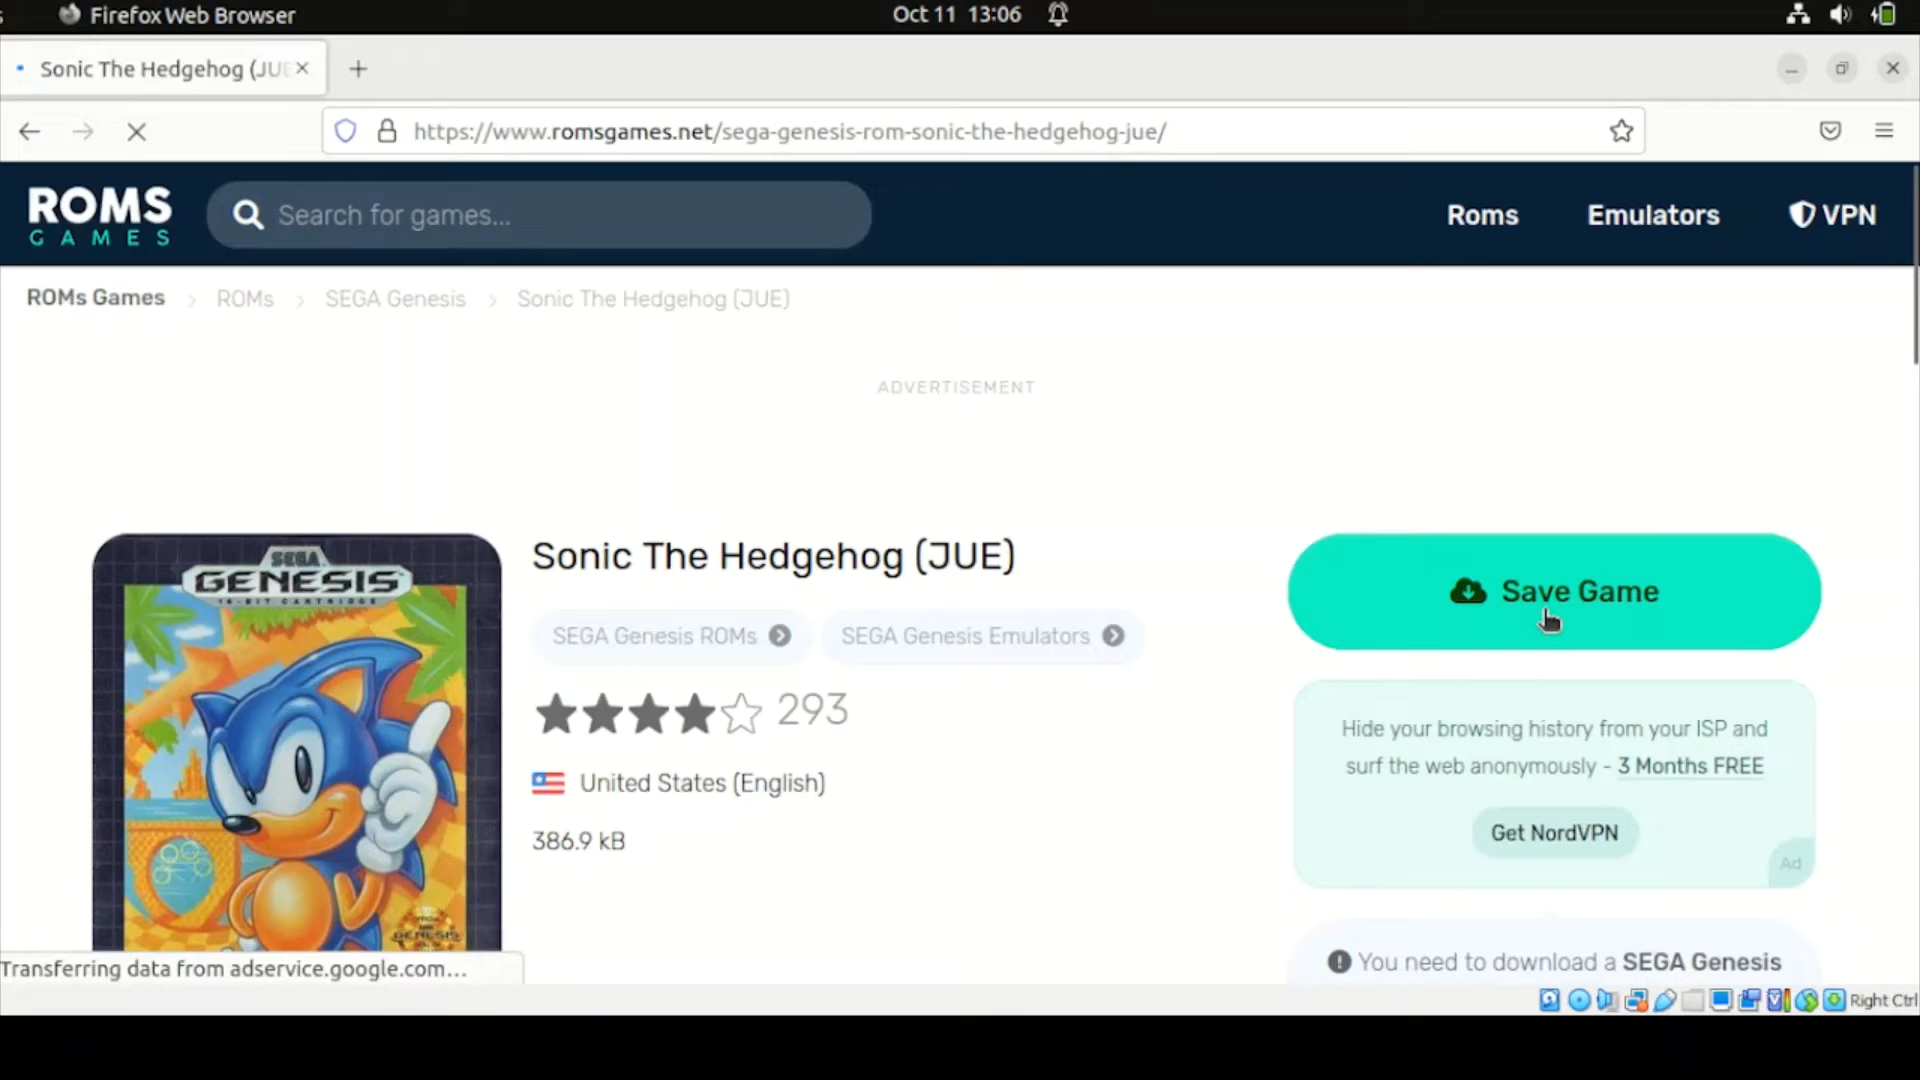 Firefox Web Browser
Oct 11 13:06
Sonic The Hedgehog (JUE
https://www.romsgames.net/sega-genesis-rom-sonic-the-hedgehog-jue/
ROMS
GAMES
Search for games...
Roms
Emulators
VPN
ROMs Games > ROMs > SEGA Genesis > Sonic The Hedgehog (JUE)
ADVERTISEMENT
SEGA
GENESIS
16-BIT CARTRIDGE
GENESIS
Sonic The Hedgehog (JUE)
SEGA Genesis ROMs
SEGA Genesis Emulators
293
United States (English)
386.9 kB
Save Game
Hide your browsing history from your ISP and
surf the web anonymously - 3 Months FREE
Get NordVPN
Ad
You need to download a SEGA Genesis
Transferring data from adservice.google.com...
Right Ctrl